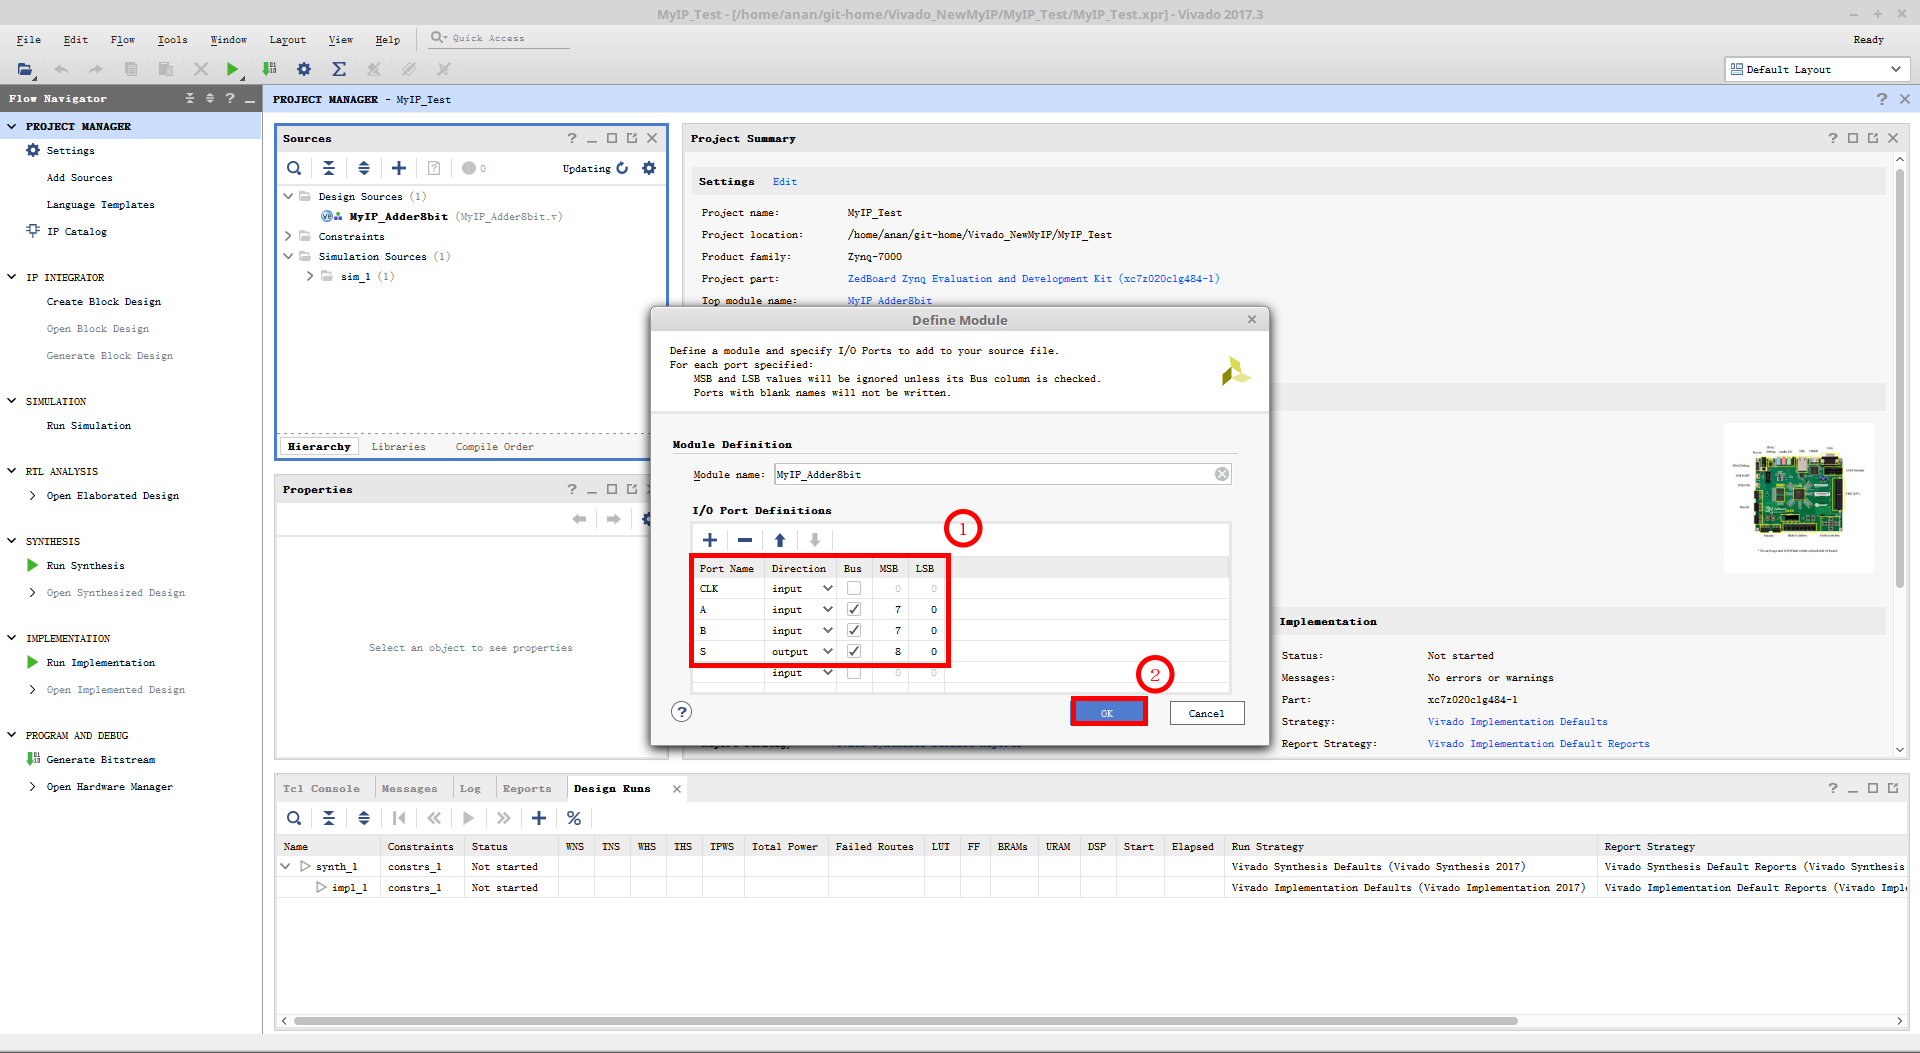 MyIP_Test - [/home/anan/git-home/Vivado_NewMyIP/MyIP_Test/MyIP_Test.xpr] - Vivado 2017.3
File Edit Flow Tools Window Layout View Help Quick Access
Ready
Default Layout
Flow Navigator
PROJECT MANAGER - MyIP_Test
PROJECT MANAGER
Settings
Add Sources
Language Templates
IP Catalog
IP INTEGRATOR
Create Block Design
Open Block Design
Generate Block Design
SIMULATION
Run Simulation
RTL ANALYSIS
Open Elaborated Design
SYNTHESIS
Run Synthesis
Open Synthesized Design
IMPLEMENTATION
Run Implementation
Open Implemented Design
PROGRAM AND DEBUG
Generate Bitstream
Open Hardware Manager
Sources
0 Updating
Design Sources (1)
MyIP_Adder8bit (MyIP_Adder8bit.v)
Constraints
Simulation Sources (1)
sim_1 (1)
Hierarchy Libraries Compile Order
Properties
Select an object to see properties
Project Summary
Settings Edit
Project name: MyIP_Test
Project location: /home/anan/git-home/Vivado_NewMyIP/MyIP_Test
Product family: Zynq-7000
Project part: ZedBoard Zynq Evaluation and Development Kit (xc7z020clg484-1)
Top module name: MyIP_Adder8bit
Implementation
Status: Not started
Messages: No errors or warnings
Part: xc7z020clg484-1
Strategy: Vivado Implementation Defaults
Report Strategy: Vivado Implementation Default Reports
Define Module
Define a module and specify I/O Ports to add to your source file.
For each port specified:
MSB and LSB values will be ignored unless its Bus column is checked.
Ports with blank names will not be written.
Module Definition
Module name: MyIP_Adder8bit
I/O Port Definitions
1
Port Name Direction Bus MSB LSB
CLK input 0 0
A input 7 0
B input 7 0
S output 8 0
input 0 0
2
OK Cancel
Tcl Console Messages Log Reports Design Runs
Name Constraints Status WNS TNS WHS THS TPWS Total Power Failed Routes LUT FF BRAMs URAM DSP Start Elapsed Run Strategy Report Strategy
synth_1 constrs_1 Not started Vivado Synthesis Defaults (Vivado Synthesis 2017) Vivado Synthesis Default Reports (Vivado Synthesis
impl_1 constrs_1 Not started Vivado Implementation Defaults (Vivado Implementation 2017) Vivado Implementation Default Reports (Vivado Impl